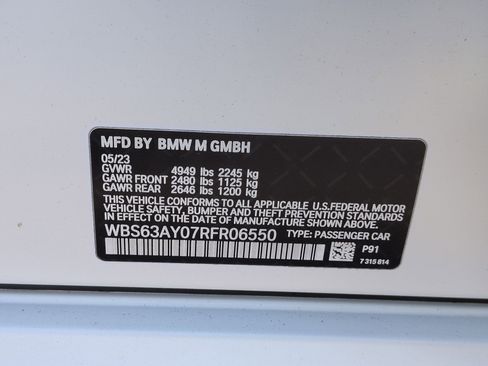 MFD BY BMW M GMBH
05/23
GVWR 4949 lbs 2245 kg
GAWR FRONT 2480 lbs 1125 kg
GAWR REAR 2646 lbs 1200 kg
THIS VEHICLE CONFORMS TO ALL APPLICABLE U.S.FEDERAL MOTOR
VEHICLE SAFETY, BUMPER, AND THEFT PREVENTION STANDARDS
IN EFFECT ON THE DATE OF MANUFACTURE SHOWN ABOVE.
WBS63AY07RFR06550 TYPE: PASSENGER CAR
P91
7 315 814